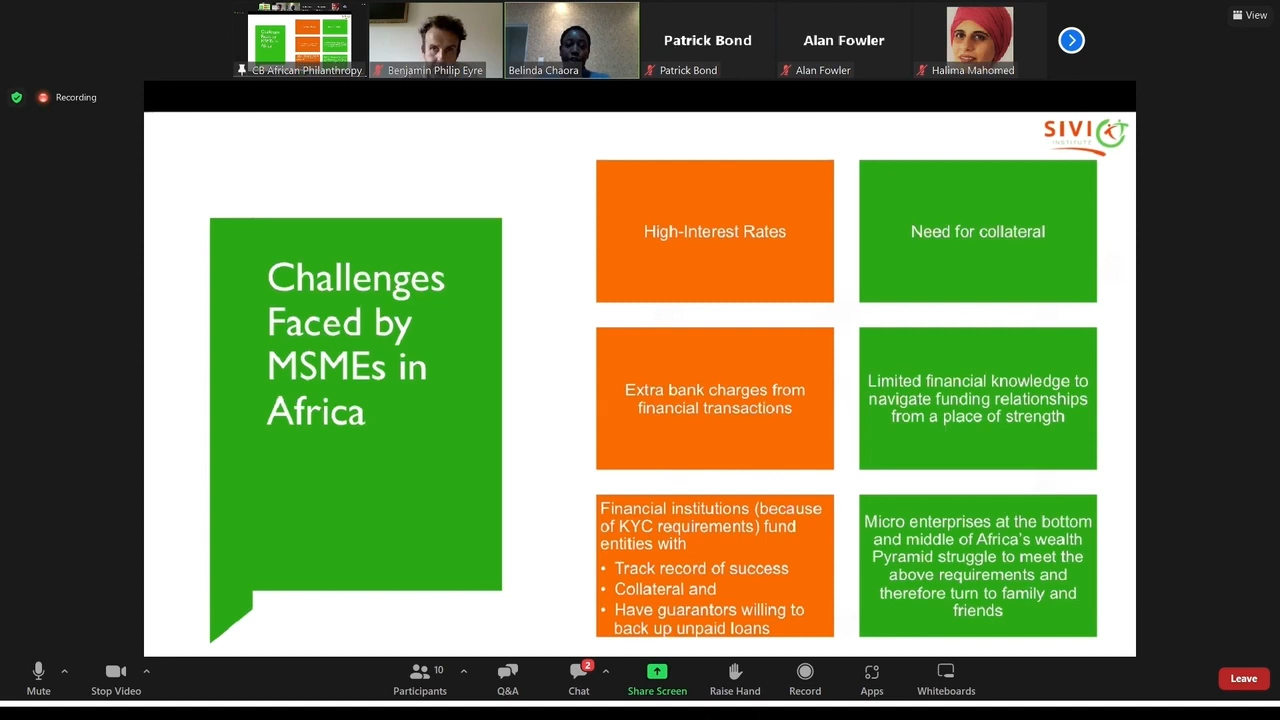 Patrick Bond
Alan Fowler
View
CB African Philanthropy
Benjamin Philip Eyre
Belinda Chaora
Patrick Bond
Alan Fowler
Halima Mahomed
Recording
SIVI
INSTITUTE
Challenges
Faced by
MSMEs in
Africa
High-Interest Rates
Need for collateral
Extra bank charges from
financial transactions
Limited financial knowledge to
navigate funding relationships
from a place of strength
Financial institutions (because
of KYC requirements) fund
entities with
• Track record of success
• Collateral and
• Have guarantors willing to
back up unpaid loans
Micro enterprises at the bottom
and middle of Africa's wealth
Pyramid struggle to meet the
above requirements and
therefore turn to family and
friends
Mute
Stop Video
10
Participants
Q&A
2
Chat
Share Screen
Raise Hand
Record
Apps
Whiteboards
Leave